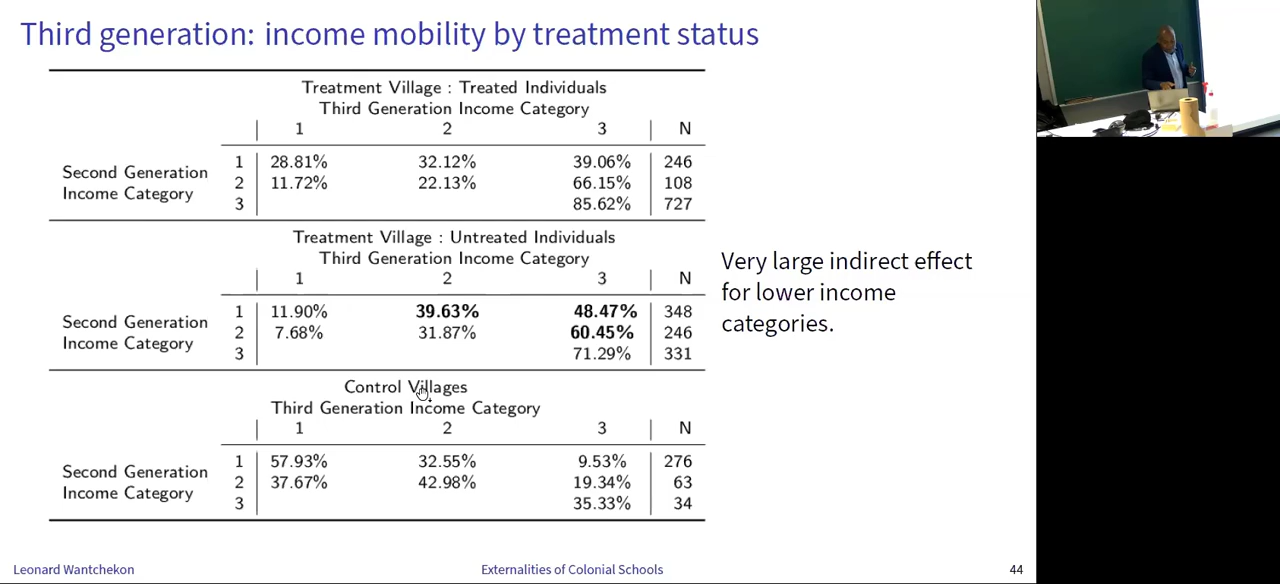 Third generation: income mobility by treatment status
Treatment Village : Treated Individuals
Third Generation Income Category
1 2 3 N
Second Generation
Income Category
1 28.81% 32.12% 39.06% 246
2 11.72% 22.13% 66.15% 108
3 85.62% 727
Treatment Village : Untreated Individuals
Third Generation Income Category
1 2 3 N
Second Generation
Income Category
1 11.90% 39.63% 48.47% 348
2 7.68% 31.87% 60.45% 246
3 71.29% 331
Control Villages
Third Generation Income Category
1 2 3 N
Second Generation
Income Category
1 57.93% 32.55% 9.53% 276
2 37.67% 42.98% 19.34% 63
3 35.33% 34
Very large indirect effect
for lower income
categories.
Leonard Wantchekon
Externalities of Colonial Schools
44